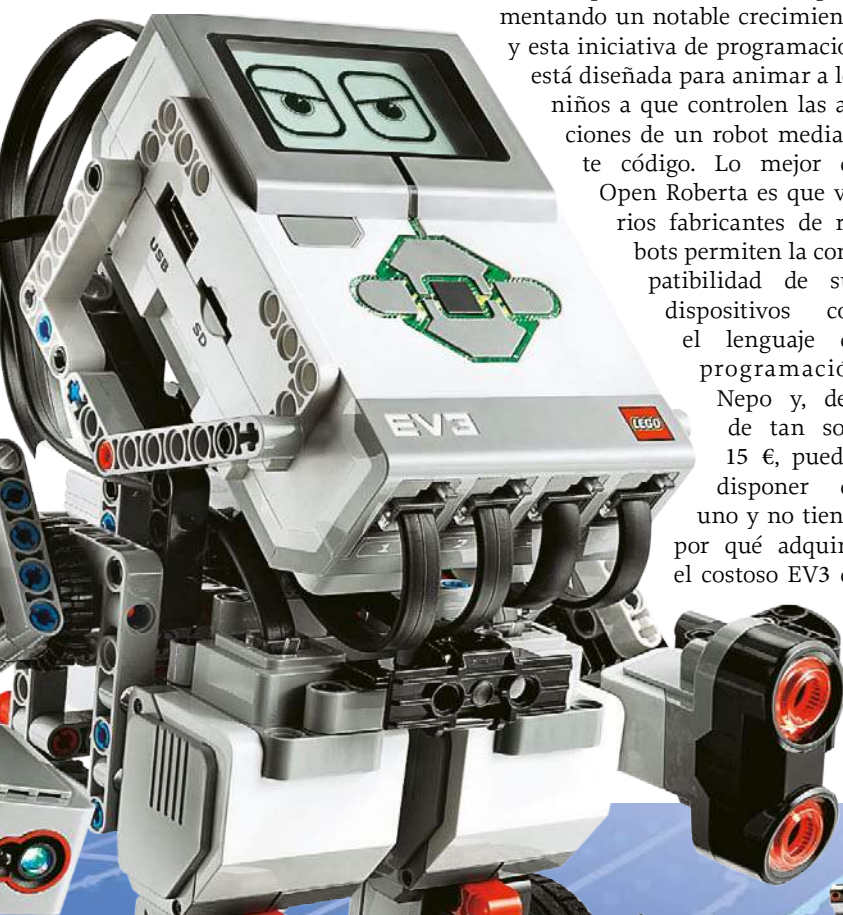 mentando un notable crecimien
y esta iniciativa de programació
está diseñada para animar a lo
niños a que controlen las a
ciones de un robot media
te código. Lo mejor
Open Roberta es que v
rios fabricantes de r
bots permiten la com
patibilidad de su
dispositivos co
el lenguaje
programació
Nepo y, de
de tan so
15 €, pued
disponer
uno y no tien
por qué adquir
el costoso EV3
USB
SD
EV3
LEGO
1 2